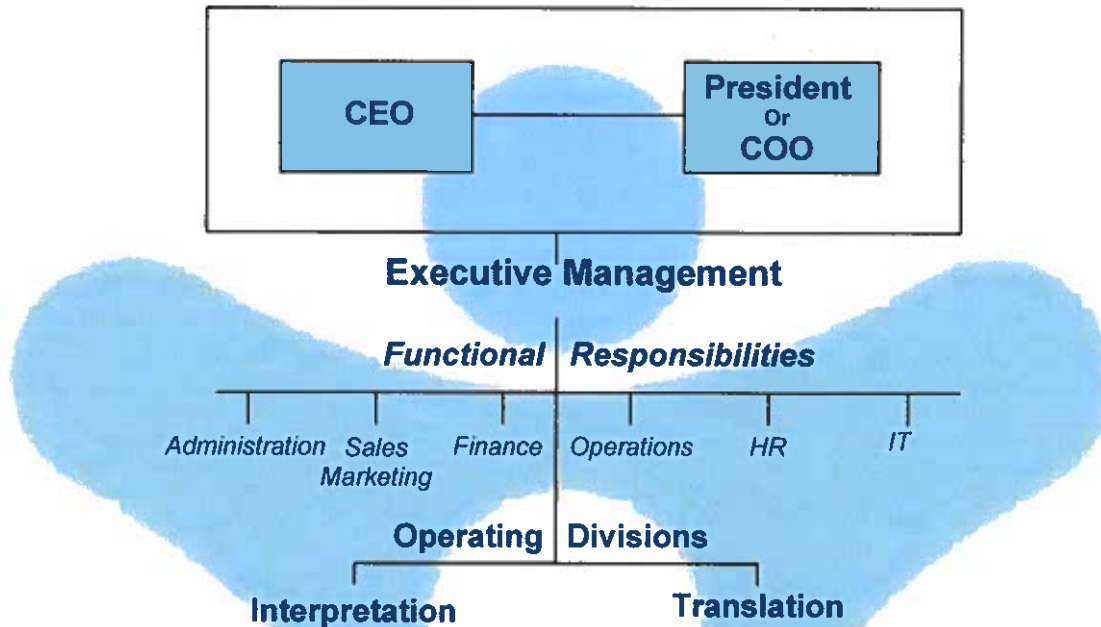 CEO
President
Or
COO
Executive Management
Functional Responsibilities
Administration Sales Finance Operations HR IT
Marketing
Operating Divisions
Interpretation Translation